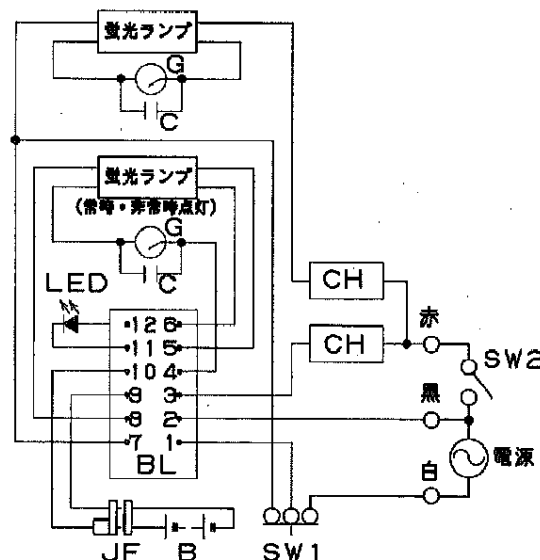 蛍光ランプ
G
C
蛍光ランプ
(常時・非常時点灯)
G
C
LED
CH
CH
赤
SW2
黒
電源
白
12 6
11 5
10 4
9 3
8 2
7 1
BL
JF
B
SW1